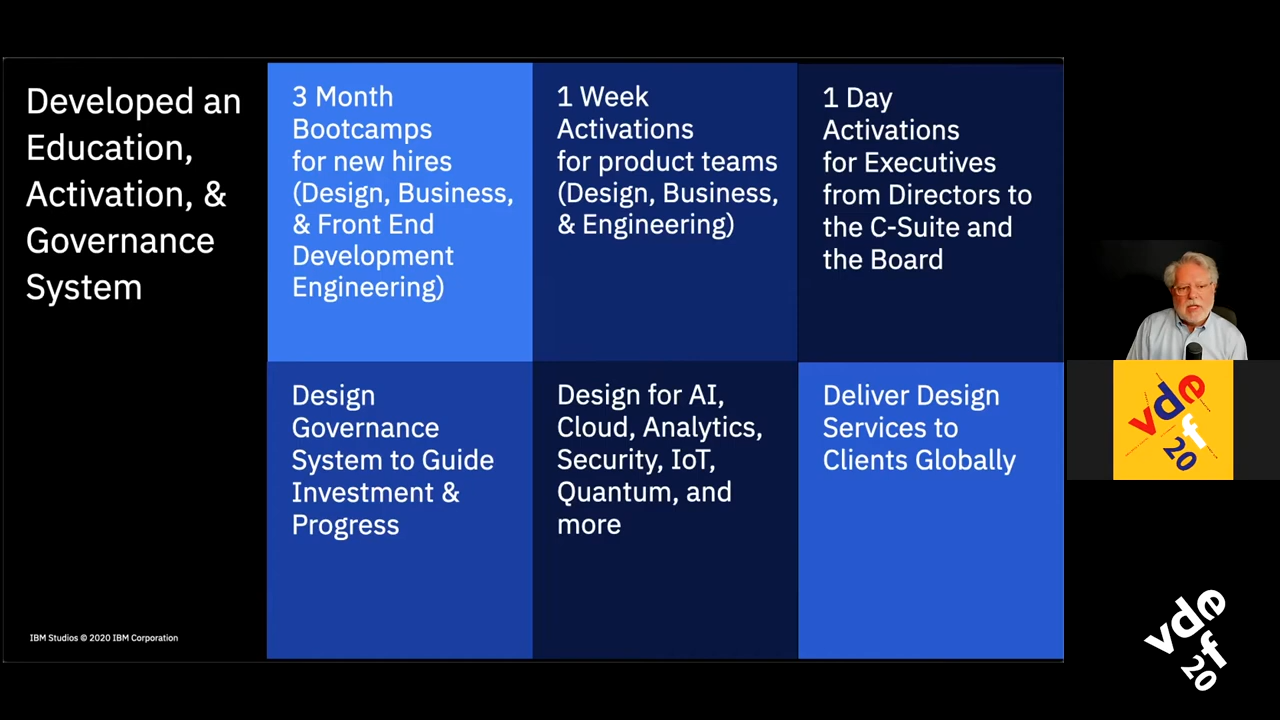 Developed an
Education,
Activation, &
Governance
System
3 Month
Bootcamps
for new hires
(Design, Business,
& Front End
Development
Engineering)
1 Week
Activations
for product teams
(Design, Business,
& Engineering)
1 Day
Activations
for Executives
from Directors to
the C-Suite and
the Board
Design
Governance
System to Guide
Investment &
Progress
Design for AI,
Cloud, Analytics,
Security, IoT,
Quantum, and
more
Deliver Design
Services to
Clients Globally
IBM Studios © 2020 IBM Corporation
vdef
20
vdef
20